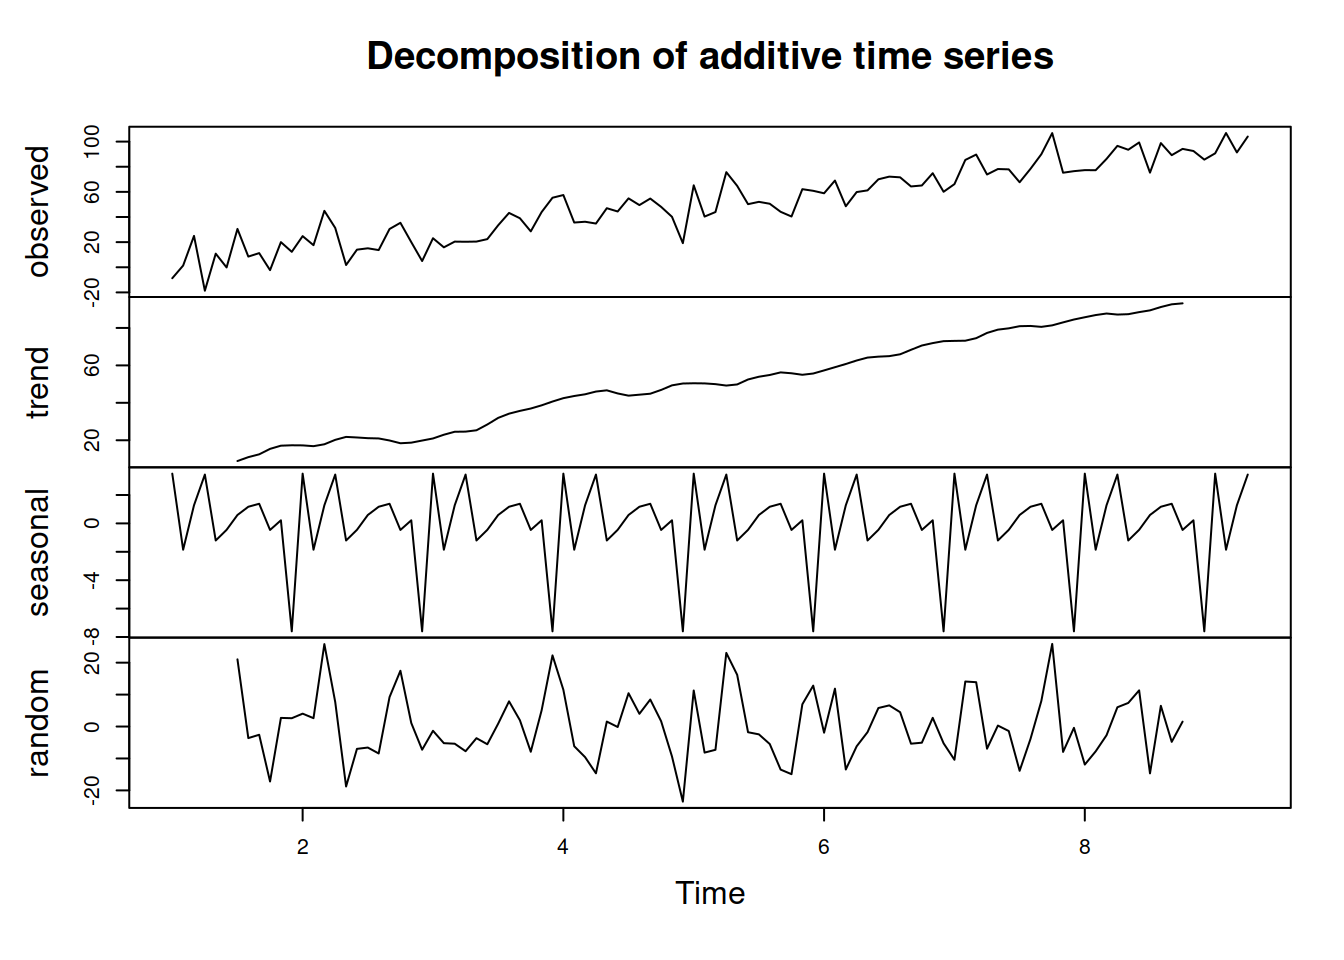 Decomposition of additive time series
observed
-20 20 60 100
trend
20 60
seasonal
-8 -4 0
random
-20 0 20
2 4 6 8
Time